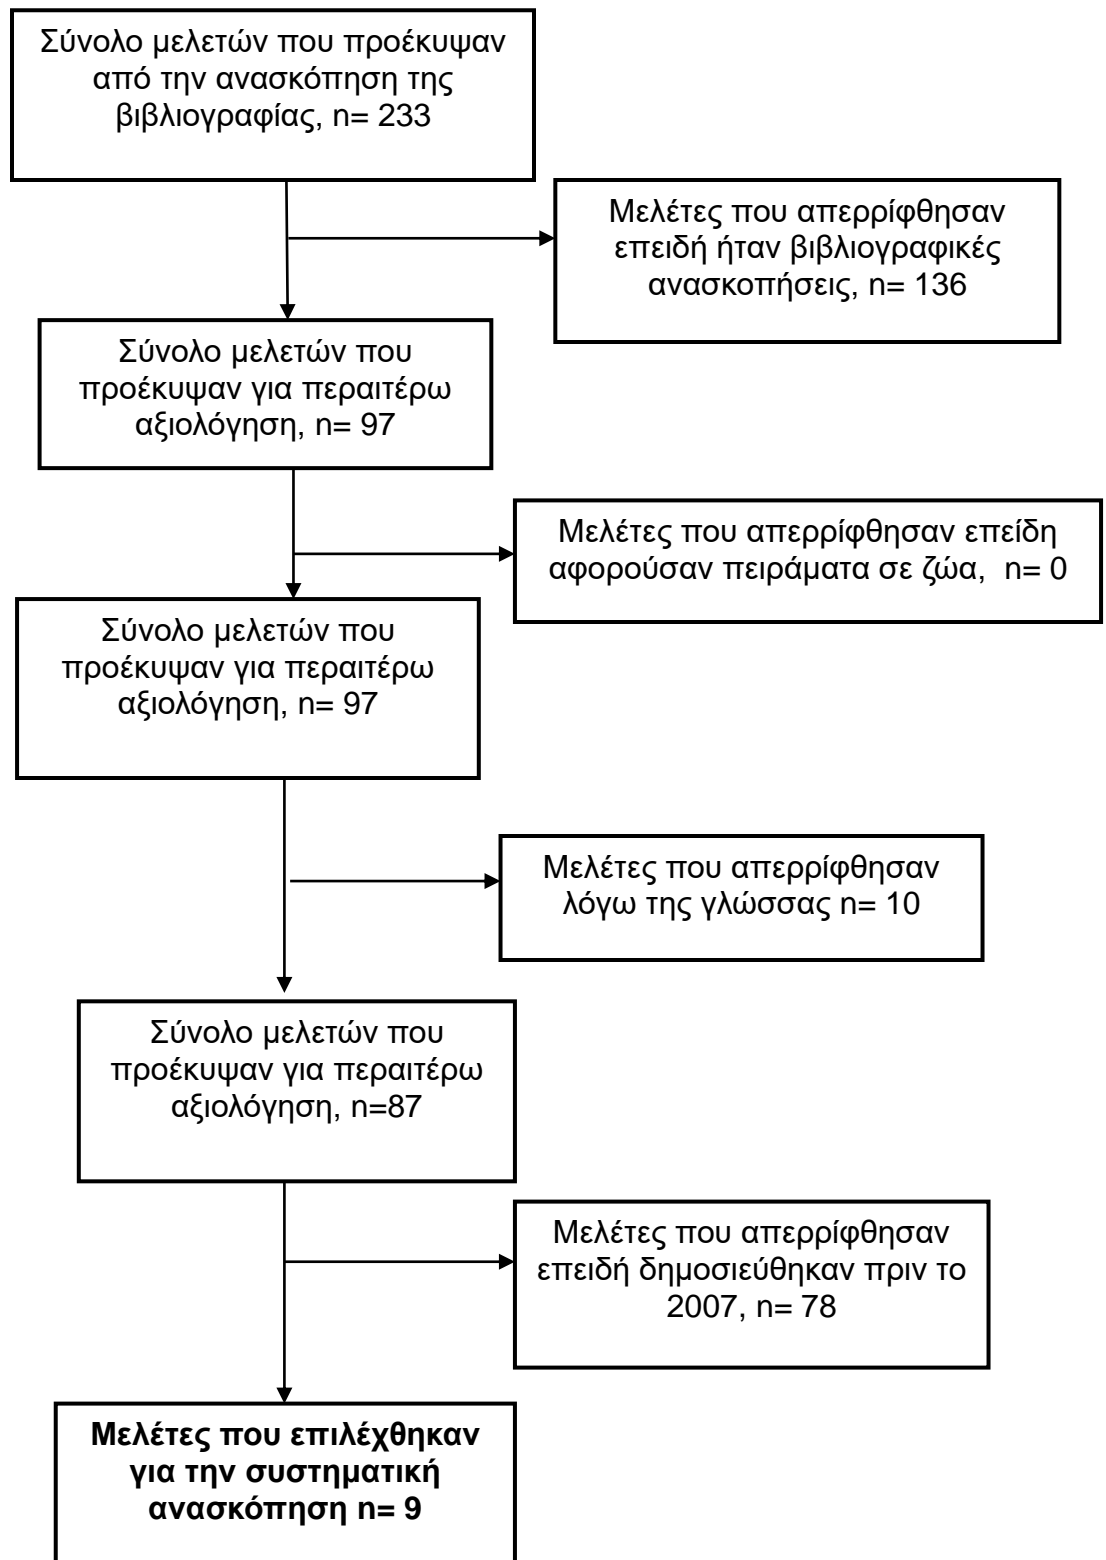 Σύνολο μελετών που προέκυψαν
από την ανασκόπηση της
βιβλιογραφίας, n= 233
Μελέτες που απερρίφθησαν
επειδή ήταν βιβλιογραφικές
ανασκοπήσεις, n= 136
Σύνολο μελετών που
προέκυψαν για περαιτέρω
αξιολόγηση, n= 97
Μελέτες που απερρίφθησαν επείδη
αφορούσαν πειράματα σε ζώα, n= 0
Σύνολο μελετών που
προέκυψαν για περαιτέρω
αξιολόγηση, n= 97
Μελέτες που απερρίφθησαν
λόγω της γλώσσας n= 10
Σύνολο μελετών που
προέκυψαν για περαιτέρω
αξιολόγηση, n=87
Μελέτες που απερρίφθησαν
επειδή δημοσιεύθηκαν πριν το
2007, n= 78
Μελέτες που επιλέχθηκαν
για την συστηματική
ανασκόπηση n= 9